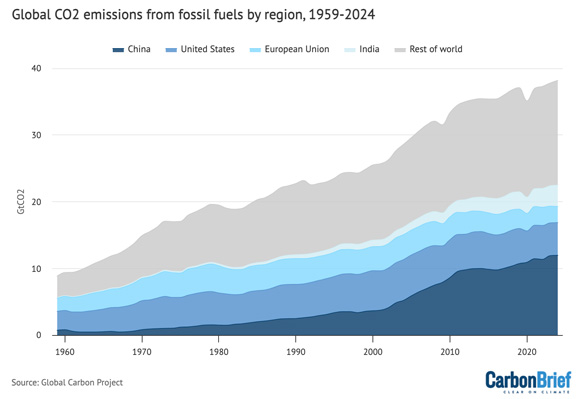 Global CO2 emissions from fossil fuels by region, 1959-2024
China United States European Union India Rest of world
40
30
20
10
0
GtCO2
1960 1970 1980 1990 2000 2010 2020
Source: Global Carbon Project
CarbonBrief
CLEAR ON CLIMATE